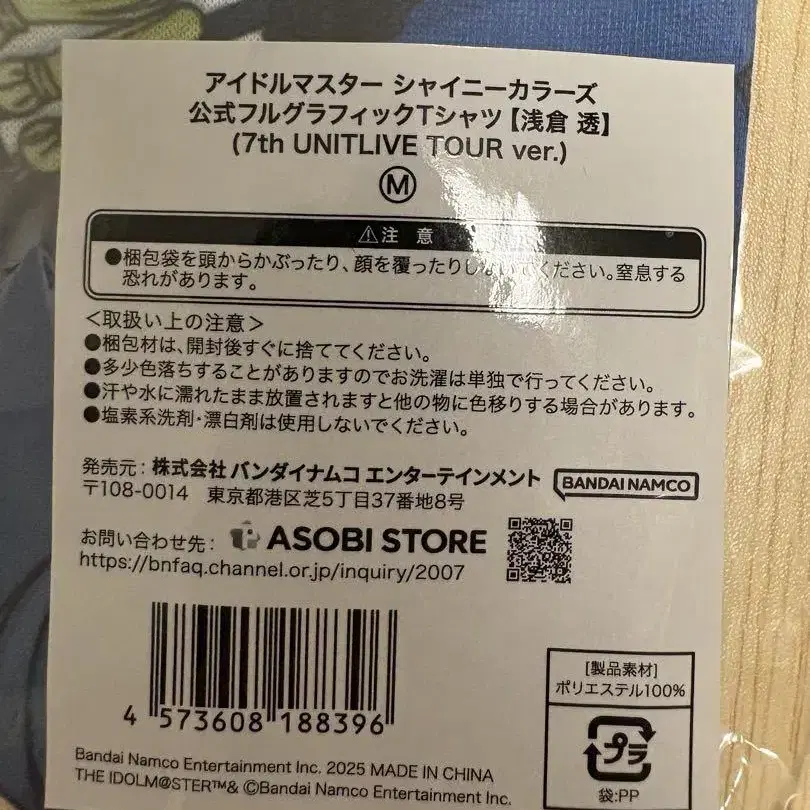 アイドルマスター シャイニーカラーズ
公式フルグラフィックTシャツ【浅倉 透】
(7th UNITLIVE TOUR ver.)
M
⚠注 意
●梱包袋を頭からかぶったり、顔を覆ったりしないでください。窒息する
恐れがあります。
＜取扱い上の注意＞
●梱包材は、開封後すぐに捨ててください。
●多少色落ちすることがありますのでお洗濯は単独で行ってください。
●汗や水に濡れたまま放置されますと他の物に色移りする場合があります。
●塩素系洗剤・漂白剤は使用しないでください。
発売元：株式会社 バンダイナムコ エンターテインメント BANDAI NAMCO
〒108-0014 東京都港区芝5丁目37番地8号
お問い合わせ先： ASOBI STORE
https://bnfaq.channel.or.jp/inquiry/2007
[製品素材]
ポリエステル100%
プラ
袋:PP
4 573608 188396
Bandai Namco Entertainment Inc. 2025 MADE IN CHINA
THE IDOLM@STER™& ©Bandai Namco Entertainment Inc.